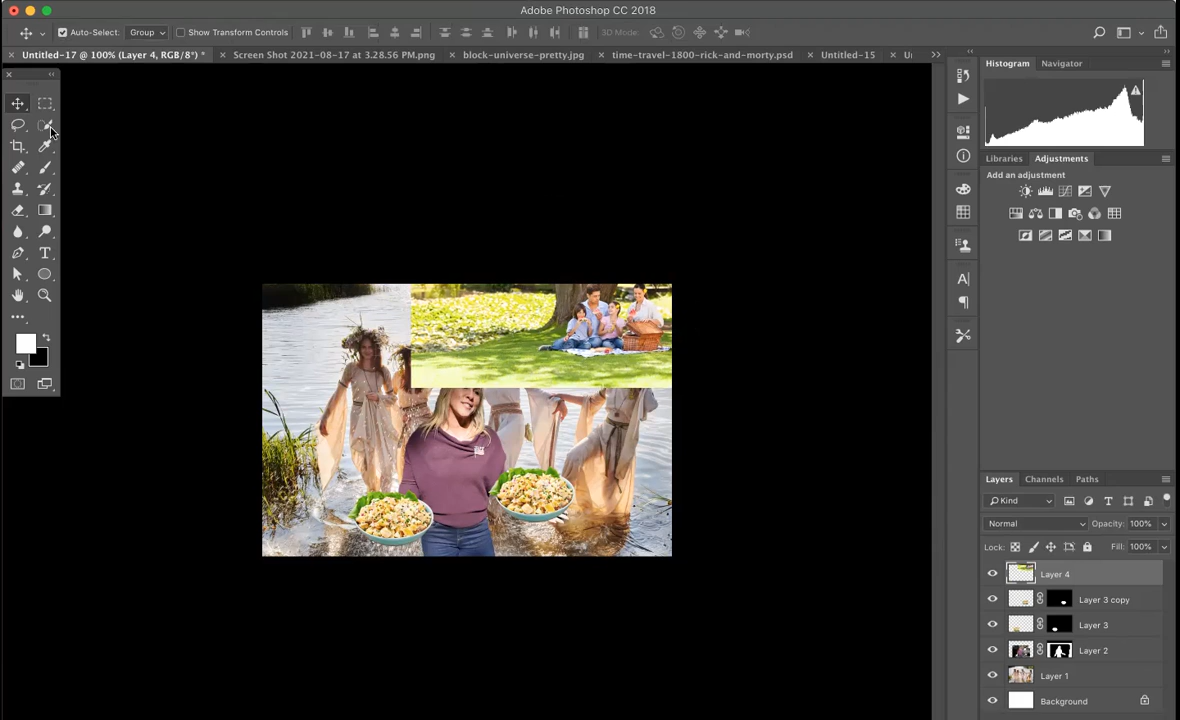 Adobe Photoshop CC 2018
Auto-Select: Group Show Transform Controls 3D Mode:
Untitled-17 @ 100% (Layer 4, RGB/8*) * Screen Shot 2021-08-17 at 3.28.56 PM.png block-universe-pretty.jpg time-travel-1800-rick-and-morty.psd Untitled-15 U
Histogram Navigator
Libraries Adjustments
Add an adjustment
Layers Channels Paths
Kind
Normal Opacity: 100%
Lock: Fill: 100%
Layer 4
Layer 3 copy
Layer 3
Layer 2
Layer 1
Background